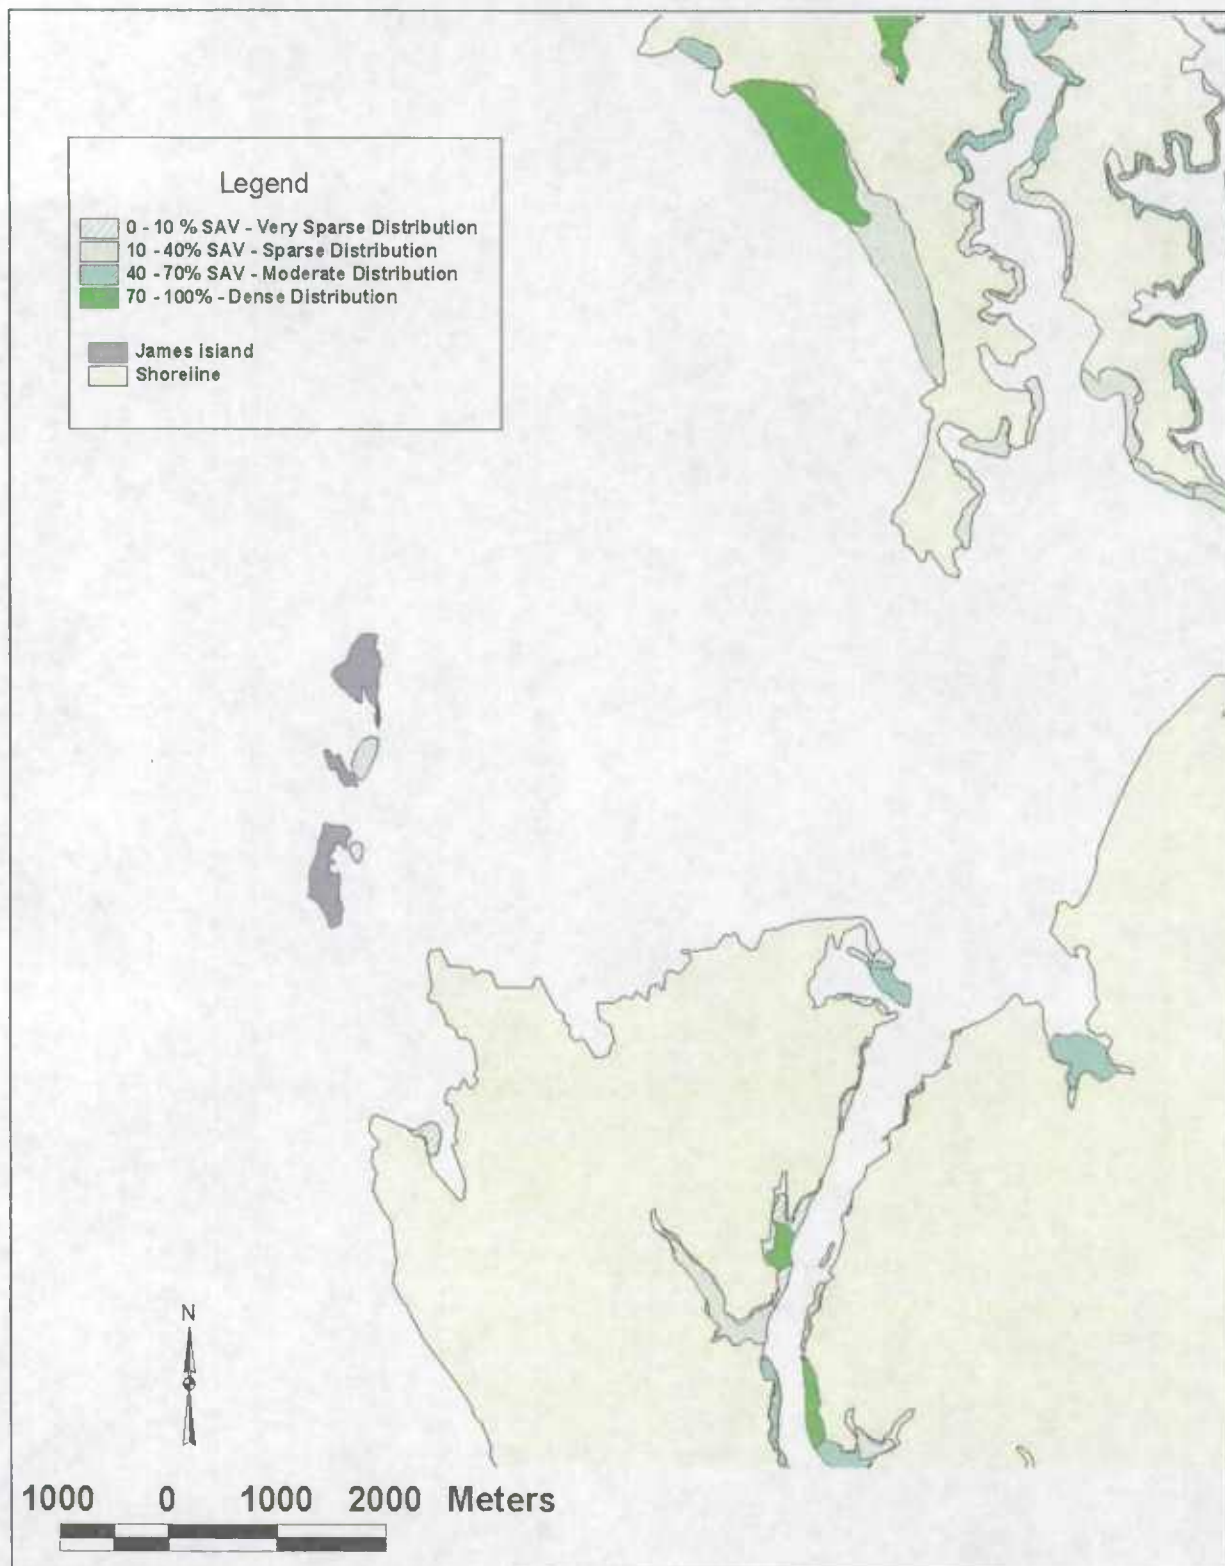 Legend
0 - 10 % SAV - Very Sparse Distribution
10 - 40% SAV - Sparse Distribution
40 - 70% SAV - Moderate Distribution
70 - 100% - Dense Distribution
James island
Shoreline
N
1000 0 1000 2000 Meters